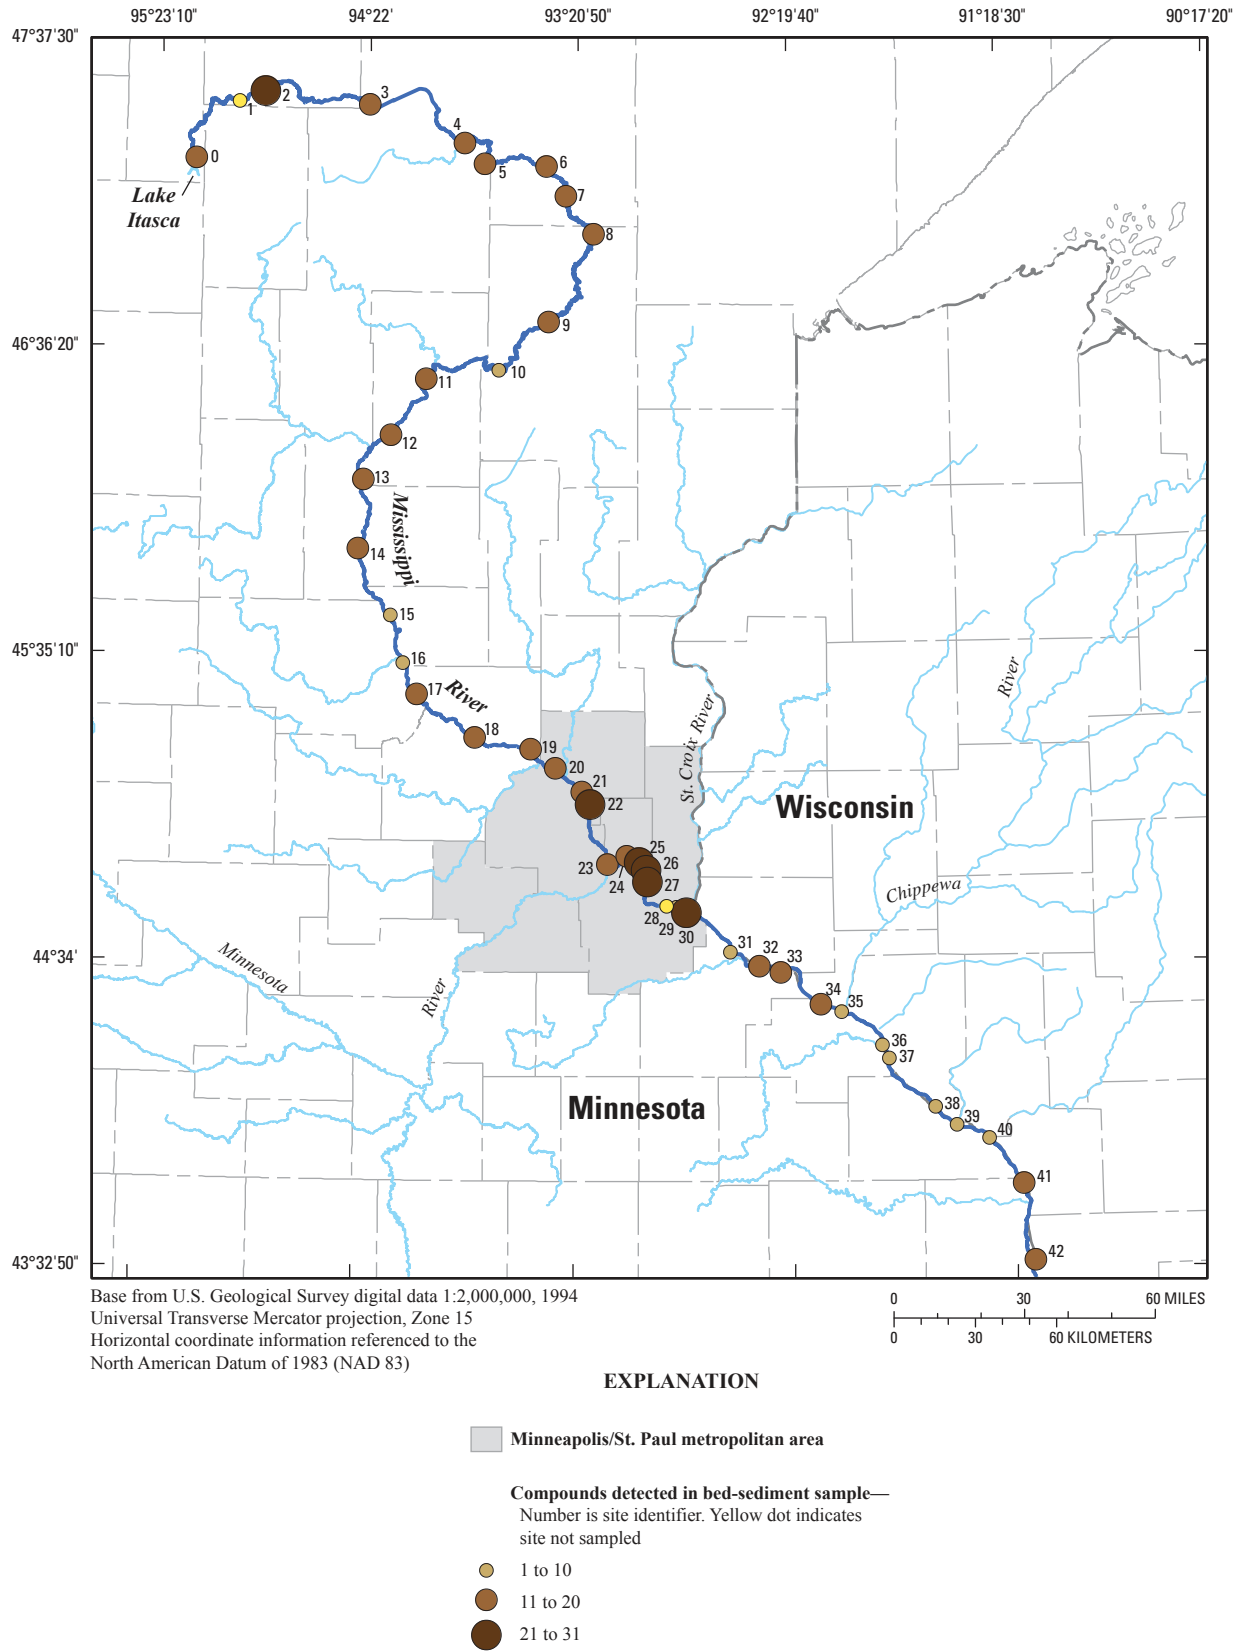 95°23'10" 94°22' 93°20'50" 92°19'40" 91°18'30" 90°17'20"
47°37'30"
1
2
3
0
4
5
6
7
8
Lake
Itasca
9
46°36'20"
10
11
12
13
Mississippi
14
15
45°35'10"
16
17
River
River
18
19
20
21
22
St. Croix River
Wisconsin
23
24
25
26
27
28
29
30
Chippewa
Minnesota
River
44°34'
31
32
33
34
35
36
37
Minnesota
38
39
40
41
42
43°32'50"
Base from U.S. Geological Survey digital data 1:2,000,000, 1994
Universal Transverse Mercator projection, Zone 15
Horizontal coordinate information referenced to the
North American Datum of 1983 (NAD 83)
0 30 60 MILES
0 30 60 KILOMETERS
EXPLANATION
Minneapolis/St. Paul metropolitan area
Compounds detected in bed-sediment sample—
Number is site identifier. Yellow dot indicates
site not sampled
1 to 10
11 to 20
21 to 31